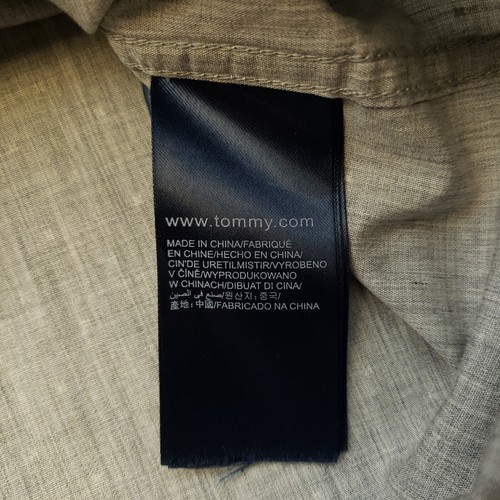 www.tommy.com
MADE IN CHINA/FABRIQUÉ
EN CHINE/HECHO EN CHINA/
CIN'DE URETILMISTIR/VYROBENO
V ČÍNĚ/WYPRODUKOWANO
W CHINACH/DIBUAT DI CINA/
صنع في الصين/원산지:중국/
產地:中國/FABRICADO NA CHINA